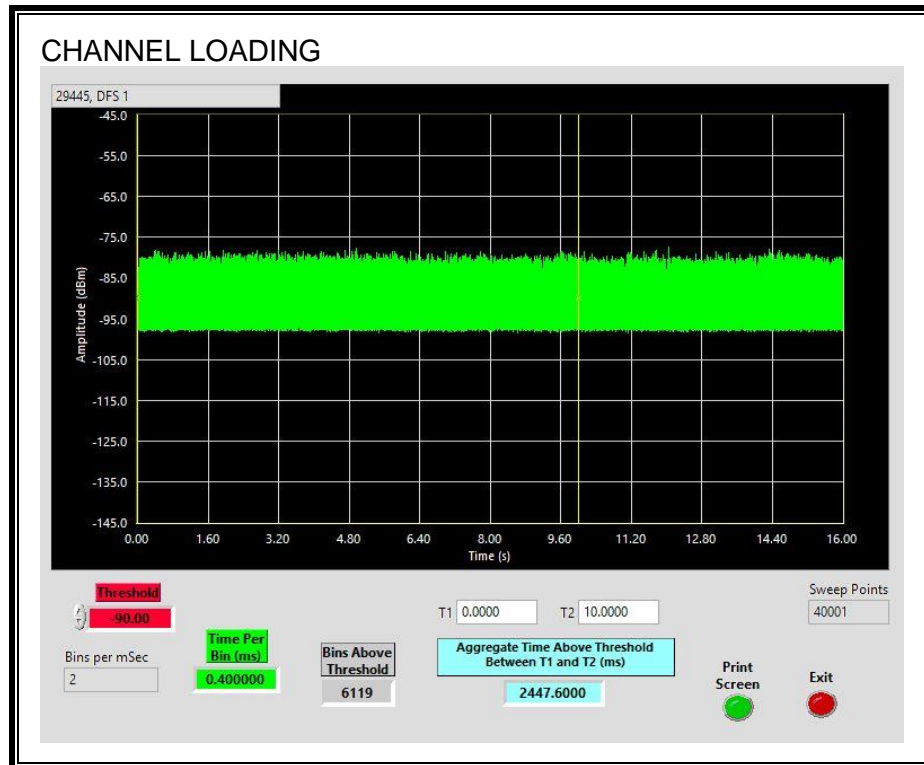 CHANNEL LOADING
29445, DFS 1
Amplitude (dBm)
-45.0
-55.0
-65.0
-75.0
-85.0
-95.0
-105.0
-115.0
-125.0
-135.0
-145.0
0.00 1.60 3.20 4.80 6.40 8.00 9.60 11.20 12.80 14.40 16.00
Time (s)
Threshold
-90.00
Bins per mSec
2
Time Per
Bin (ms)
0.400000
Bins Above
Threshold
6119
T1 0.0000 T2 10.0000
Aggregate Time Above Threshold
Between T1 and T2 (ms)
2447.6000
Sweep Points
40001
Print
Screen
Exit